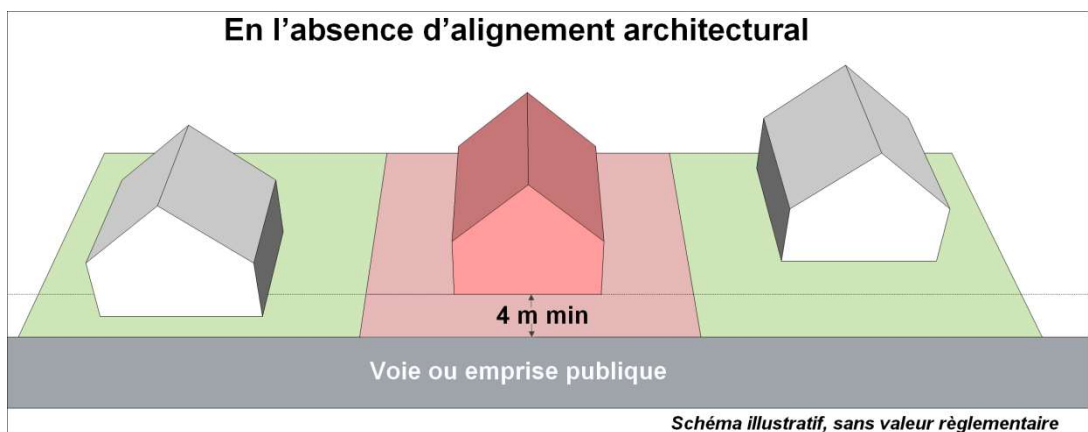 En l'absence d'alignement architectural
4 m min
Voie ou emprise publique
Schéma illustratif, sans valeur règlementaire